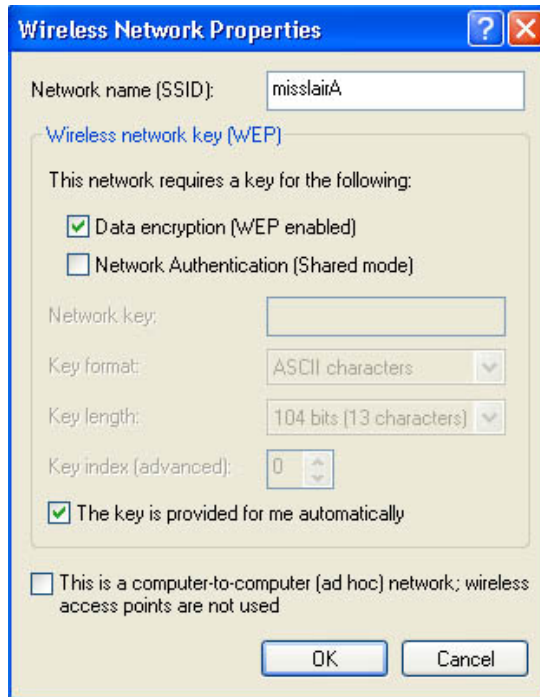 Wireless Network Properties
Network name (SSID): misslairA
Wireless network key (WEP)
This network requires a key for the following:
Data encryption (WEP enabled)
Network Authentication (Shared mode)
Network key:
Key format: ASCII characters
Key length: 104 bits (13 characters)
Key index (advanced): 0
The key is provided for me automatically
This is a computer-to-computer (ad hoc) network; wireless
access points are not used
OK Cancel